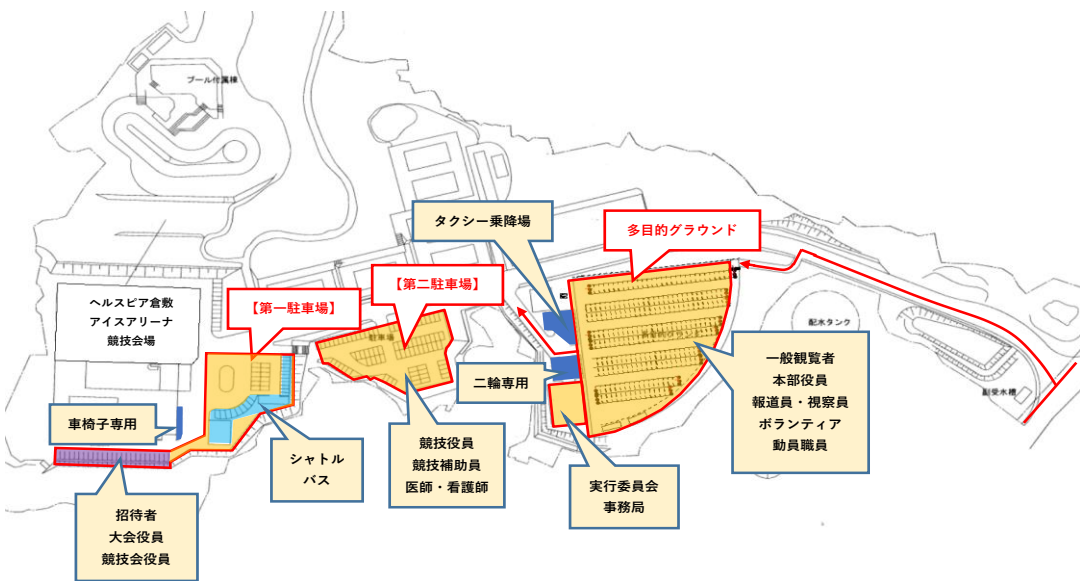 プール付属棟
タクシー乗降場
多目的グラウンド
【第二駐車場】
【第一駐車場】
ヘルスピア倉敷
アイスアリーナ
競技会場
駐車場
配水タンク
副受水槽
車椅子専用
二輪専用
一般観覧者
本部役員
報道員・視察員
ボランティア
動員職員
シャトル
バス
競技役員
競技補助員
医師・看護師
実行委員会
事務局
招待者
大会役員
競技会役員